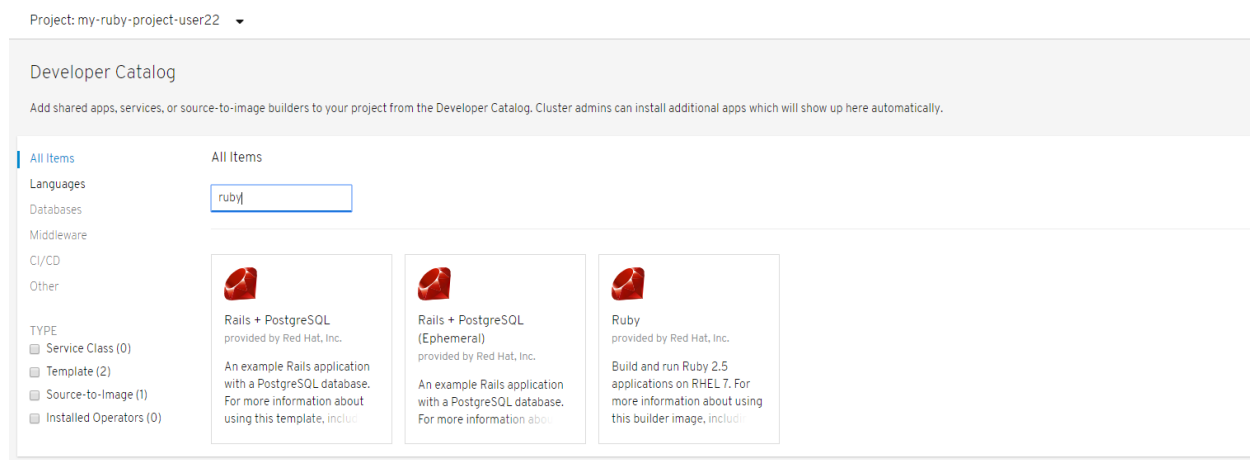 Project: my-ruby-project-user22
Developer Catalog
Add shared apps, services, or source-to-image builders to your project from the Developer Catalog. Cluster admins can install additional apps which will show up here automatically.
All Items
Languages
Databases
Middleware
CI/CD
Other
TYPE
Service Class (0)
Template (2)
Source-to-Image (1)
Installed Operators (0)
All Items
ruby
Rails + PostgreSQL
provided by Red Hat, Inc.
An example Rails application
with a PostgreSQL database.
For more information about
using this template,
Rails + PostgreSQL
(Ephemeral)
provided by Red Hat, Inc.
An example Rails application
with a PostgreSQL database.
For more information
Ruby
provided by Red Hat, Inc.
Build and run Ruby 2.5
applications on RHEL 7. For
more information about using
this builder image,